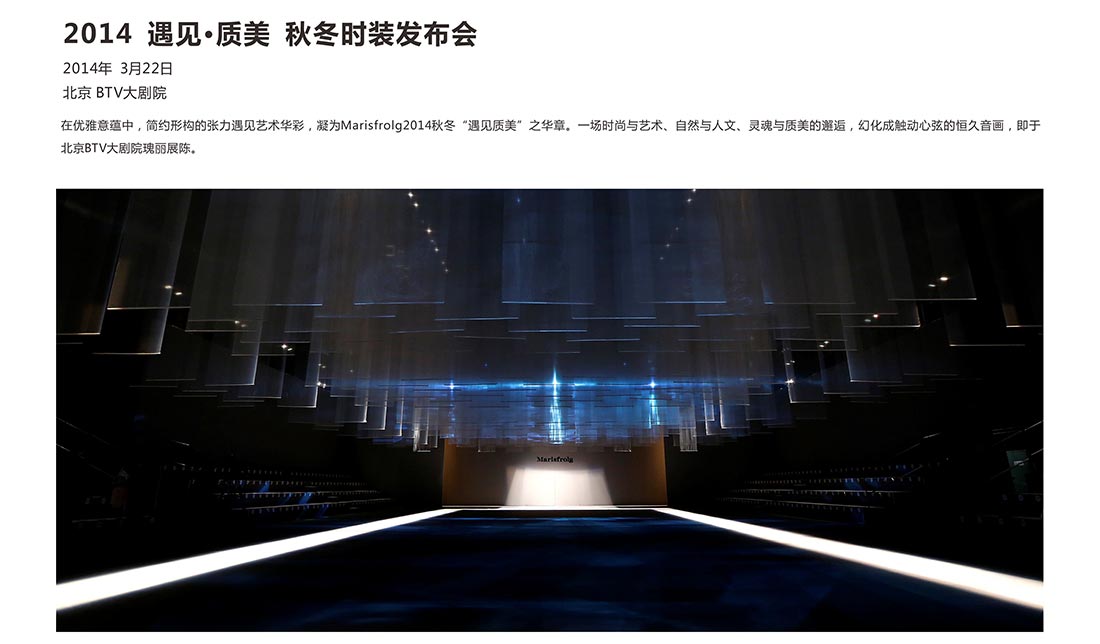 2014 遇见·质美 秋冬时装发布会
2014年 3月22日
北京 BTV大剧院
在优雅意蕴中，简约形构的张力遇见艺术华彩，凝为Marisfrolg2014秋冬“遇见质美”之华章。一场时尚与艺术、自然与人文、灵魂与质美的邂逅，幻化成触动心弦的恒久音画，即于
北京BTV大剧院瑰丽展陈。
Marisfrolg